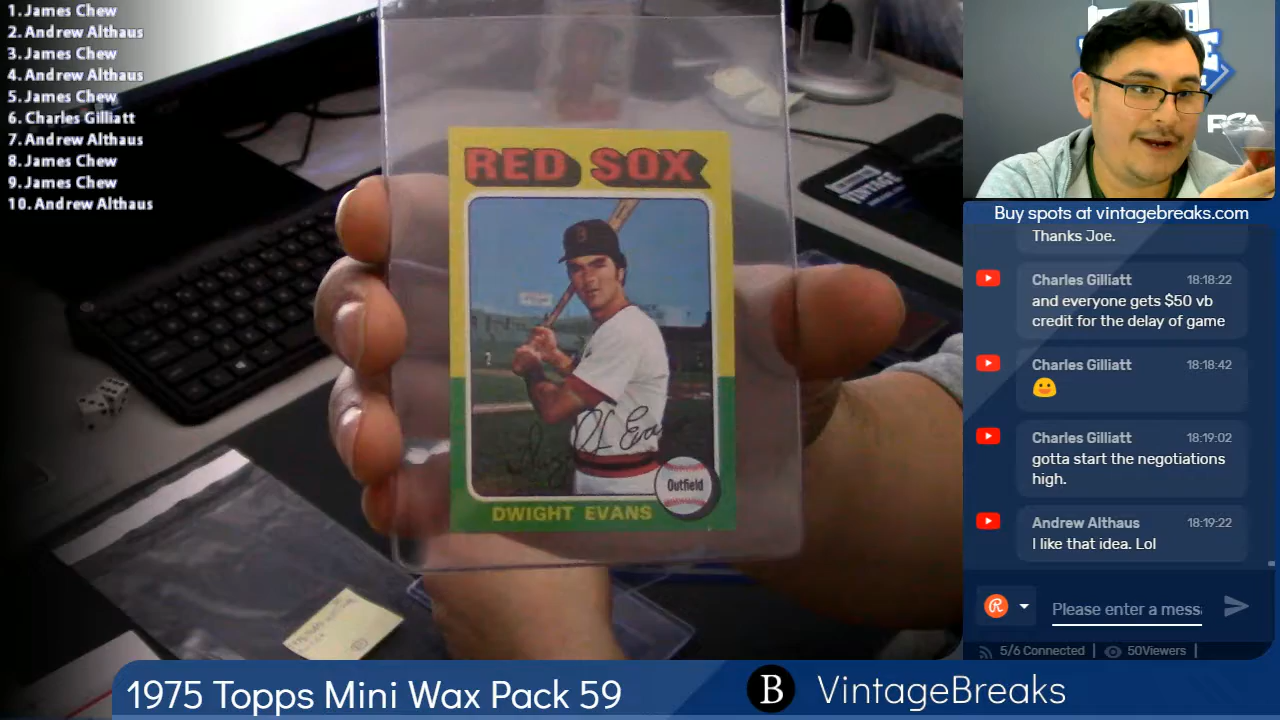 1. James Chew
2. Andrew Althaus
3. James Chew
4. Andrew Althaus
5. James Chew
6. Charles Gilliatt
7. Andrew Althaus
8. James Chew
9. James Chew
10. Andrew Althaus
RED SOX
Outfield
DWIGHT EVANS
VINTAGE
Buy spots at vintagebreaks.com
Thanks Joe.
Charles Gilliatt 18:18:22
and everyone gets $50 vb
credit for the delay of game
Charles Gilliatt 18:18:42
😃
Charles Gilliatt 18:19:02
gotta start the negotiations
high.
Andrew Althaus 18:19:22
I like that idea. Lol
Please enter a mess
5/6 Connected | 50Viewers |
1975 Topps Mini Wax Pack 59
B VintageBreaks